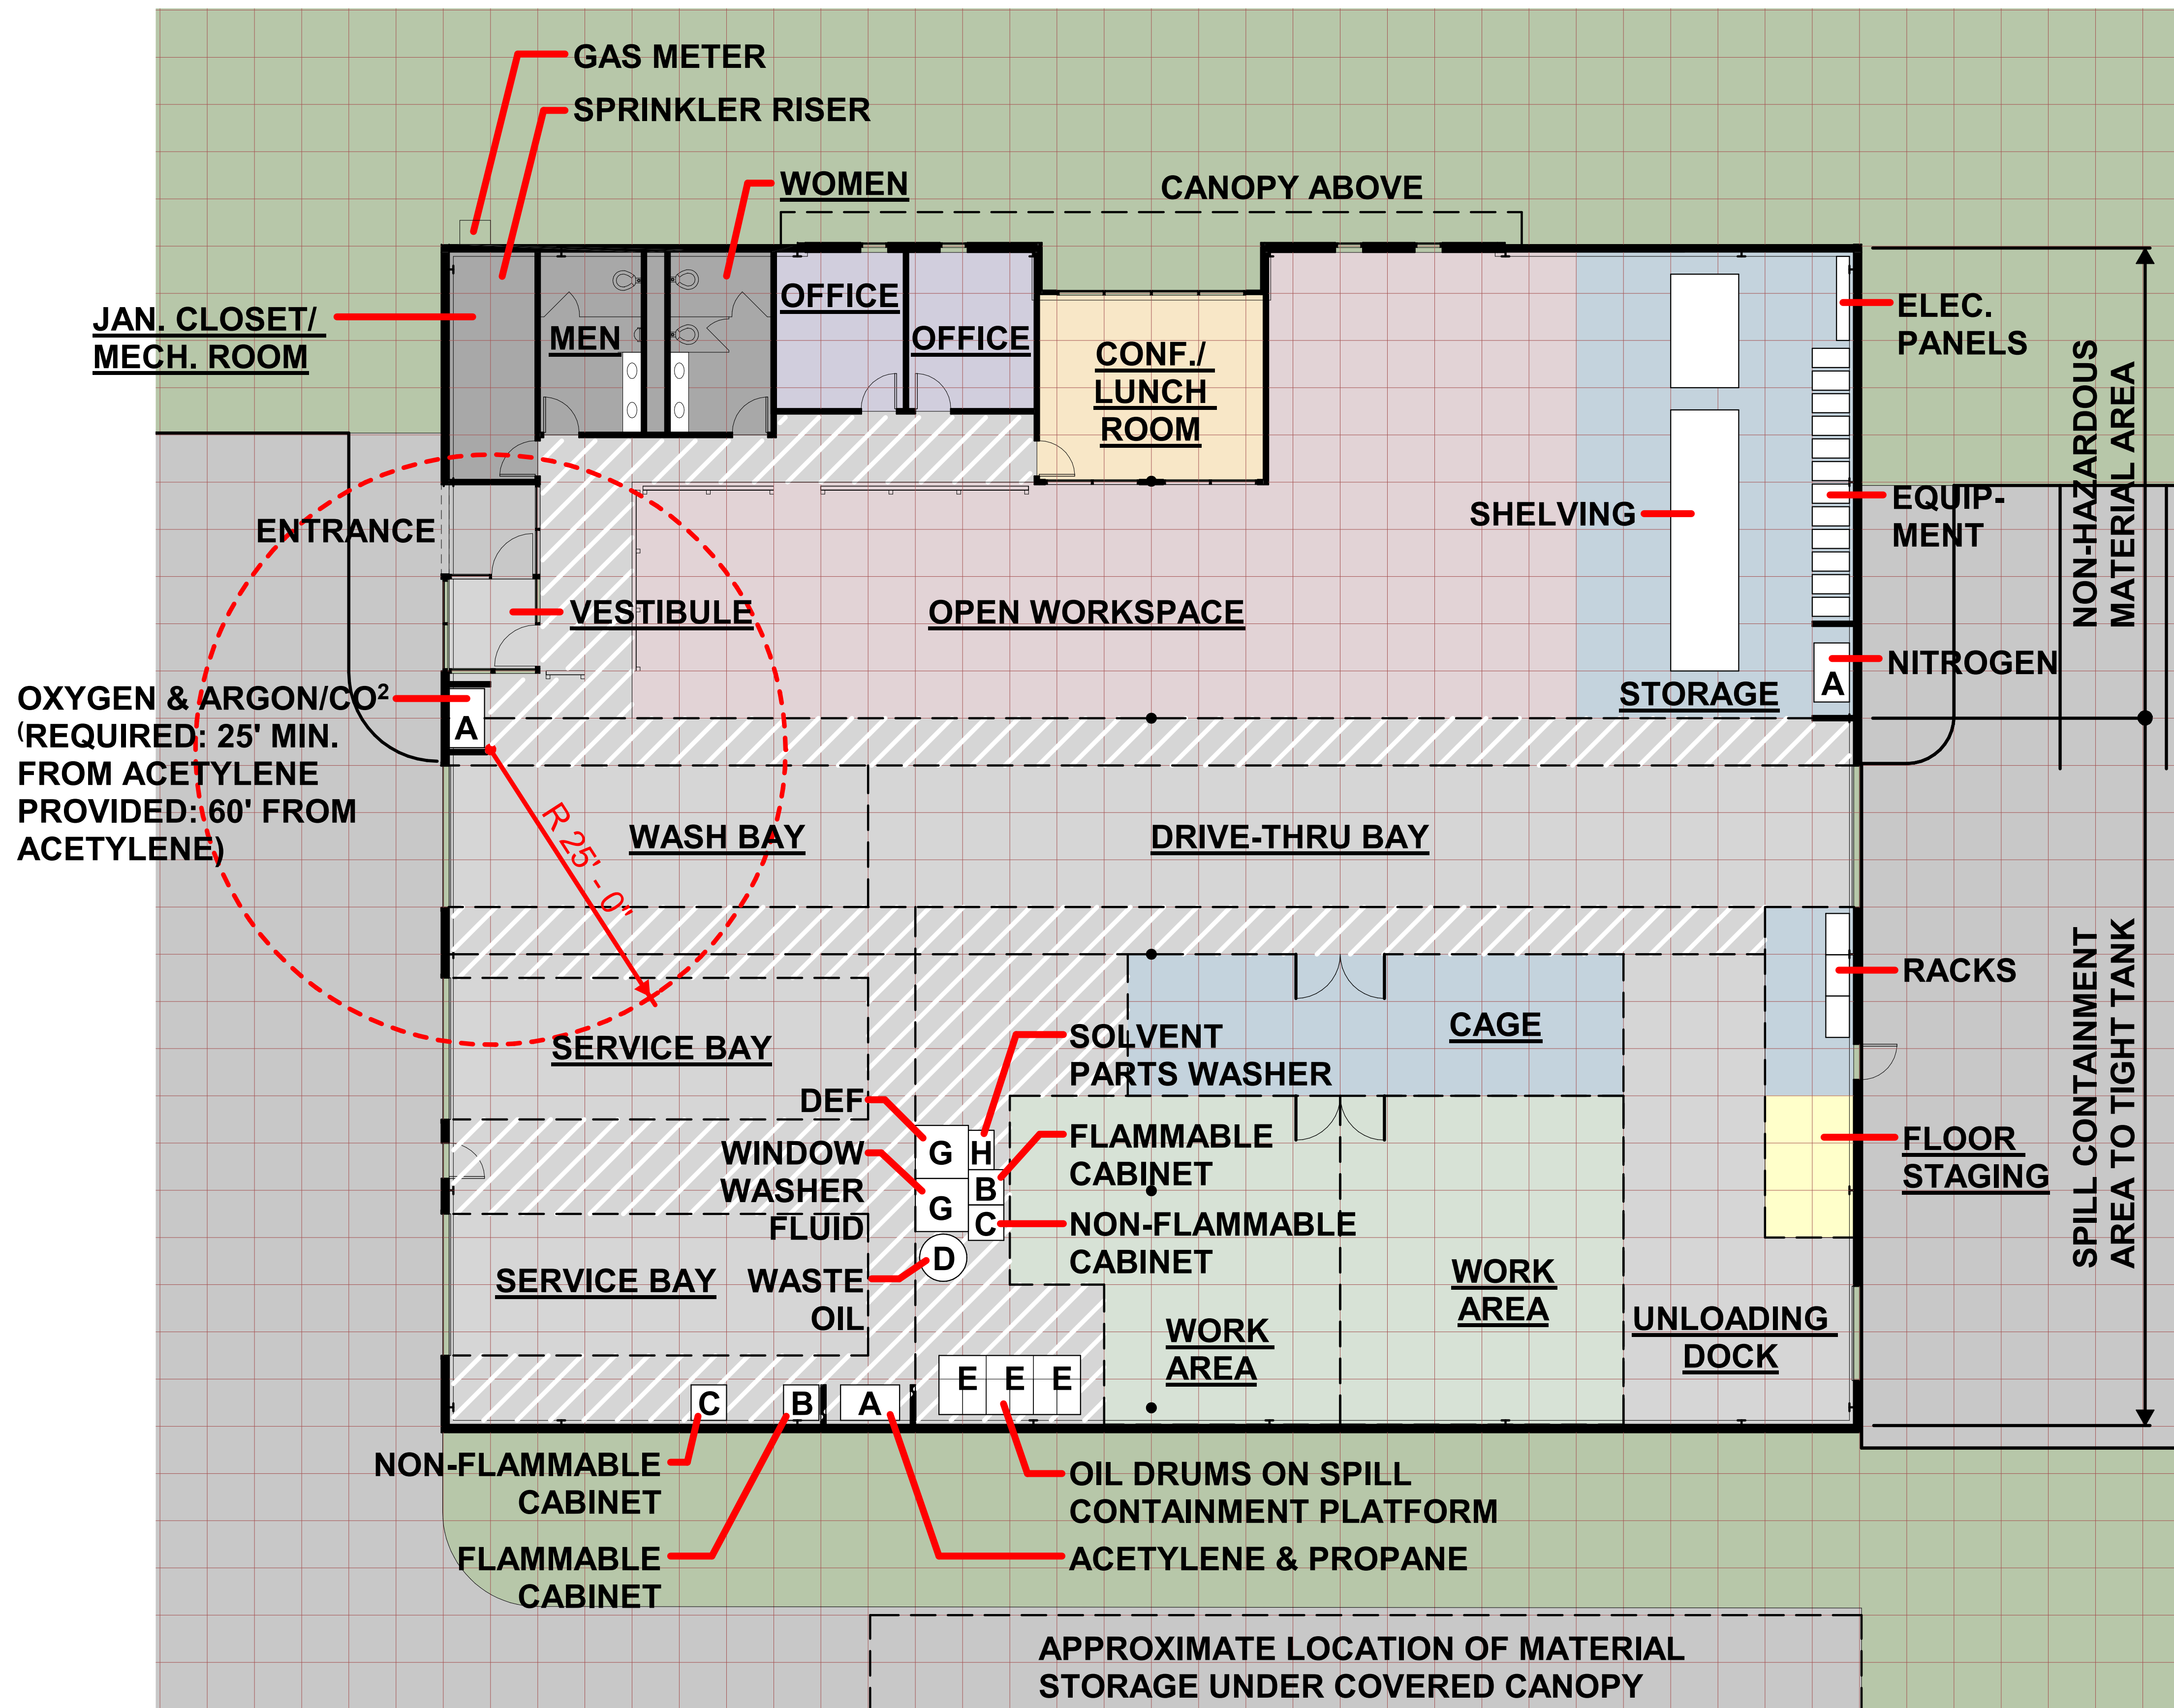 GAS METER
SPRINKLER RISER
WOMEN
CANOPY ABOVE
JAN. CLOSET/
MECH. ROOM
MEN
OFFICE
OFFICE
CONF./
LUNCH
ROOM
ELEC.
PANELS
NON-HAZARDOUS
MATERIAL AREA
ENTRANCE
SHELVING
EQUIP-
MENT
VESTIBULE
OPEN WORKSPACE
STORAGE
A
NITROGEN
OXYGEN & ARGON/CO²
(REQUIRED: 25' MIN.
FROM ACETYLENE
PROVIDED: 60' FROM
ACETYLENE)
A
R 25' - 0"
WASH BAY
DRIVE-THRU BAY
RACKS
SPILL CONTAINMENT
AREA TO TIGHT TANK
SERVICE BAY
SOLVENT
PARTS WASHER
CAGE
DEF
G
H
FLAMMABLE
CABINET
WINDOW
WASHER
FLUID
G
B
C
NON-FLAMMABLE
CABINET
FLOOR
STAGING
D
SERVICE BAY
WASTE
OIL
WORK
AREA
WORK
AREA
UNLOADING
DOCK
C
B
A
E
E
E
NON-FLAMMABLE
CABINET
OIL DRUMS ON SPILL
CONTAINMENT PLATFORM
FLAMMABLE
CABINET
ACETYLENE & PROPANE
APPROXIMATE LOCATION OF MATERIAL
STORAGE UNDER COVERED CANOPY